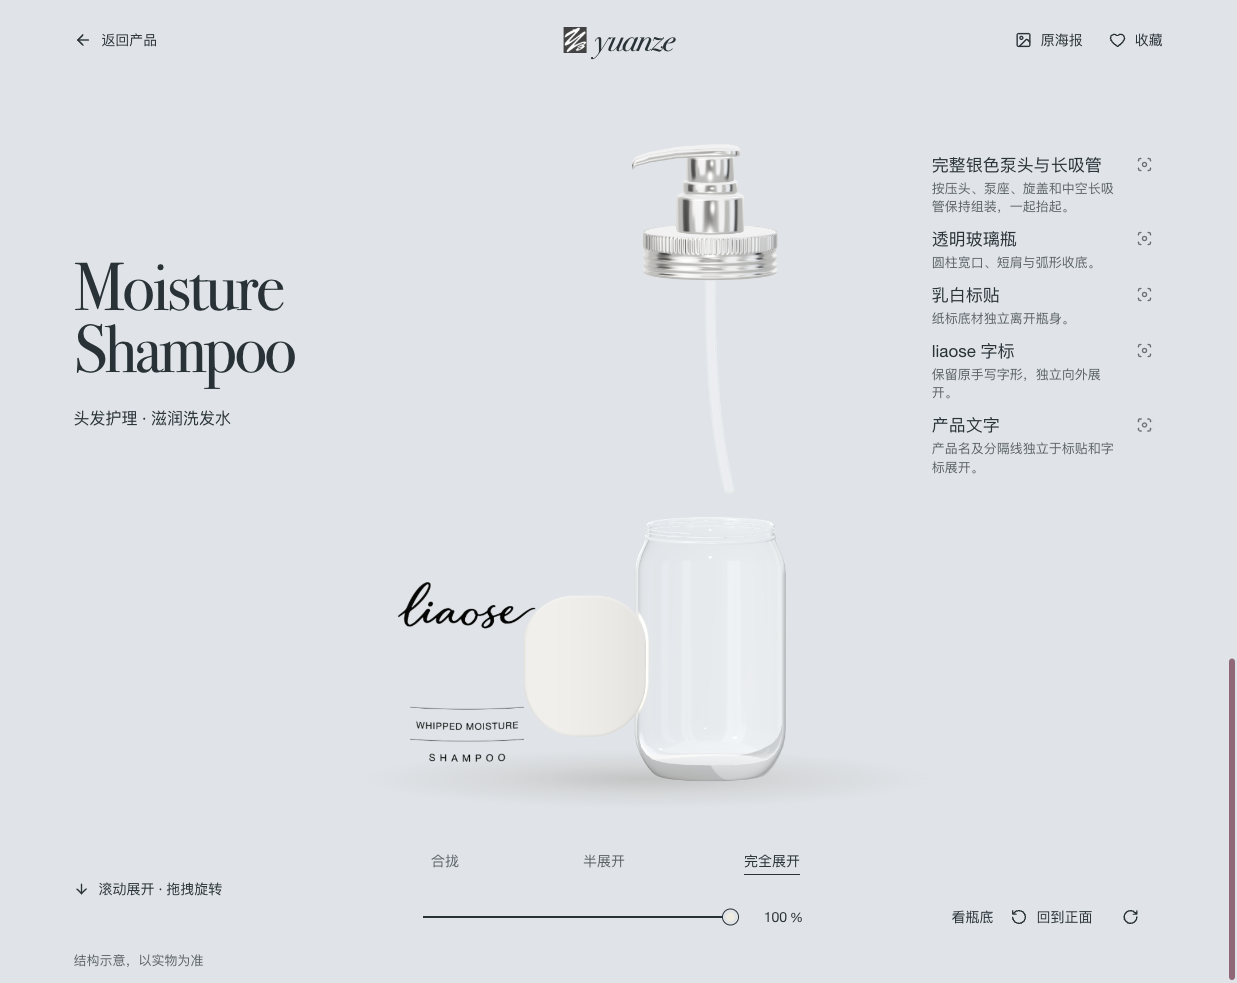 返回产品
yuanze
原海报
收藏
Moisture
Shampoo
头发护理 · 滋润洗发水
完整银色泵头与长吸管
按压头、泵座、旋盖和中空长吸
管保持组装，一起抬起。
透明玻璃瓶
圆柱宽口、短肩与弧形收底。
乳白标贴
纸标底材独立离开瓶身。
liaose 字标
保留原手写字形，独立向外展
开。
产品文字
产品名及分隔线独立于标贴和字
标展开。
liaose
WHIPPED MOISTURE
SHAMPOO
合拢
半展开
完全展开
滚动展开 · 拖拽旋转
100 %
看瓶底
回到正面
结构示意，以实物为准